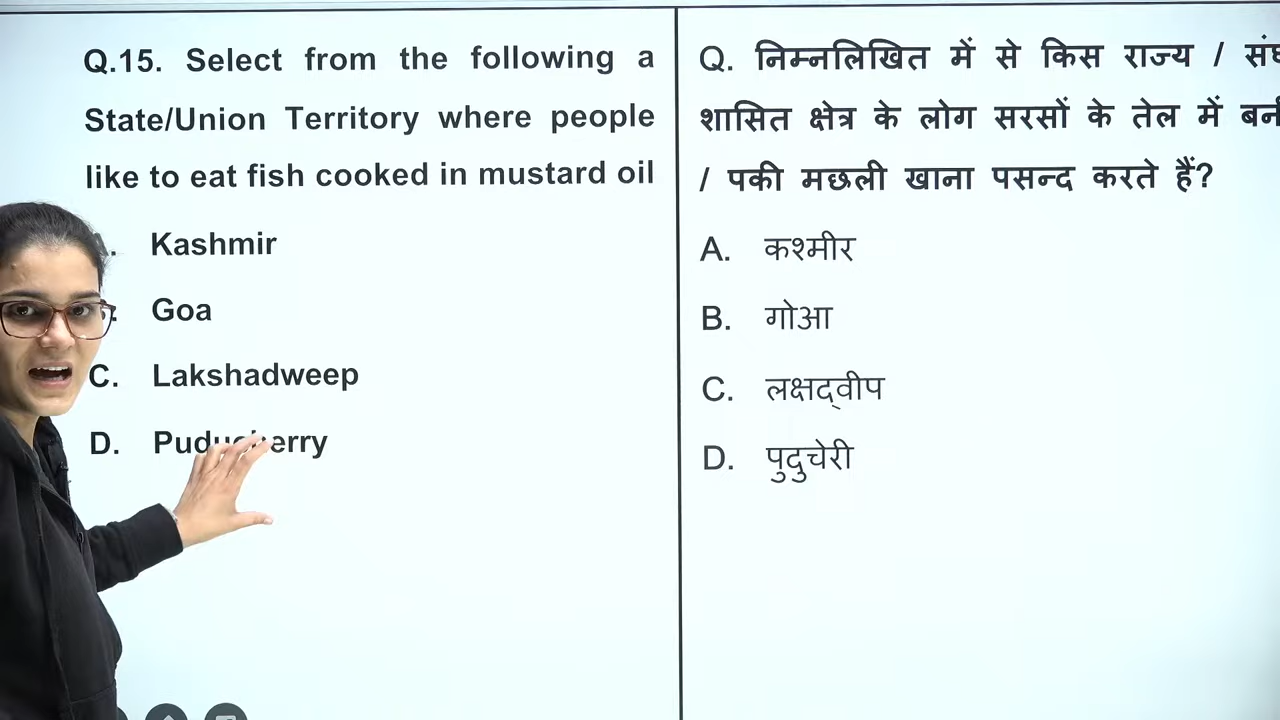 Q.15. Select from the following a
State/Union Territory where people
like to eat fish cooked in mustard oil
Kashmir
Goa
C. Lakshadweep
D. Puducherry
Q. निम्नलिखित में से किस राज्य /
शासित क्षेत्र के लोग सरसों के तेल में
/ पकी मछली खाना पसन्द करते हैं?
A. कश्मीर
B. गोआ
C. लक्षद्वीप
D. पुदुचेरी